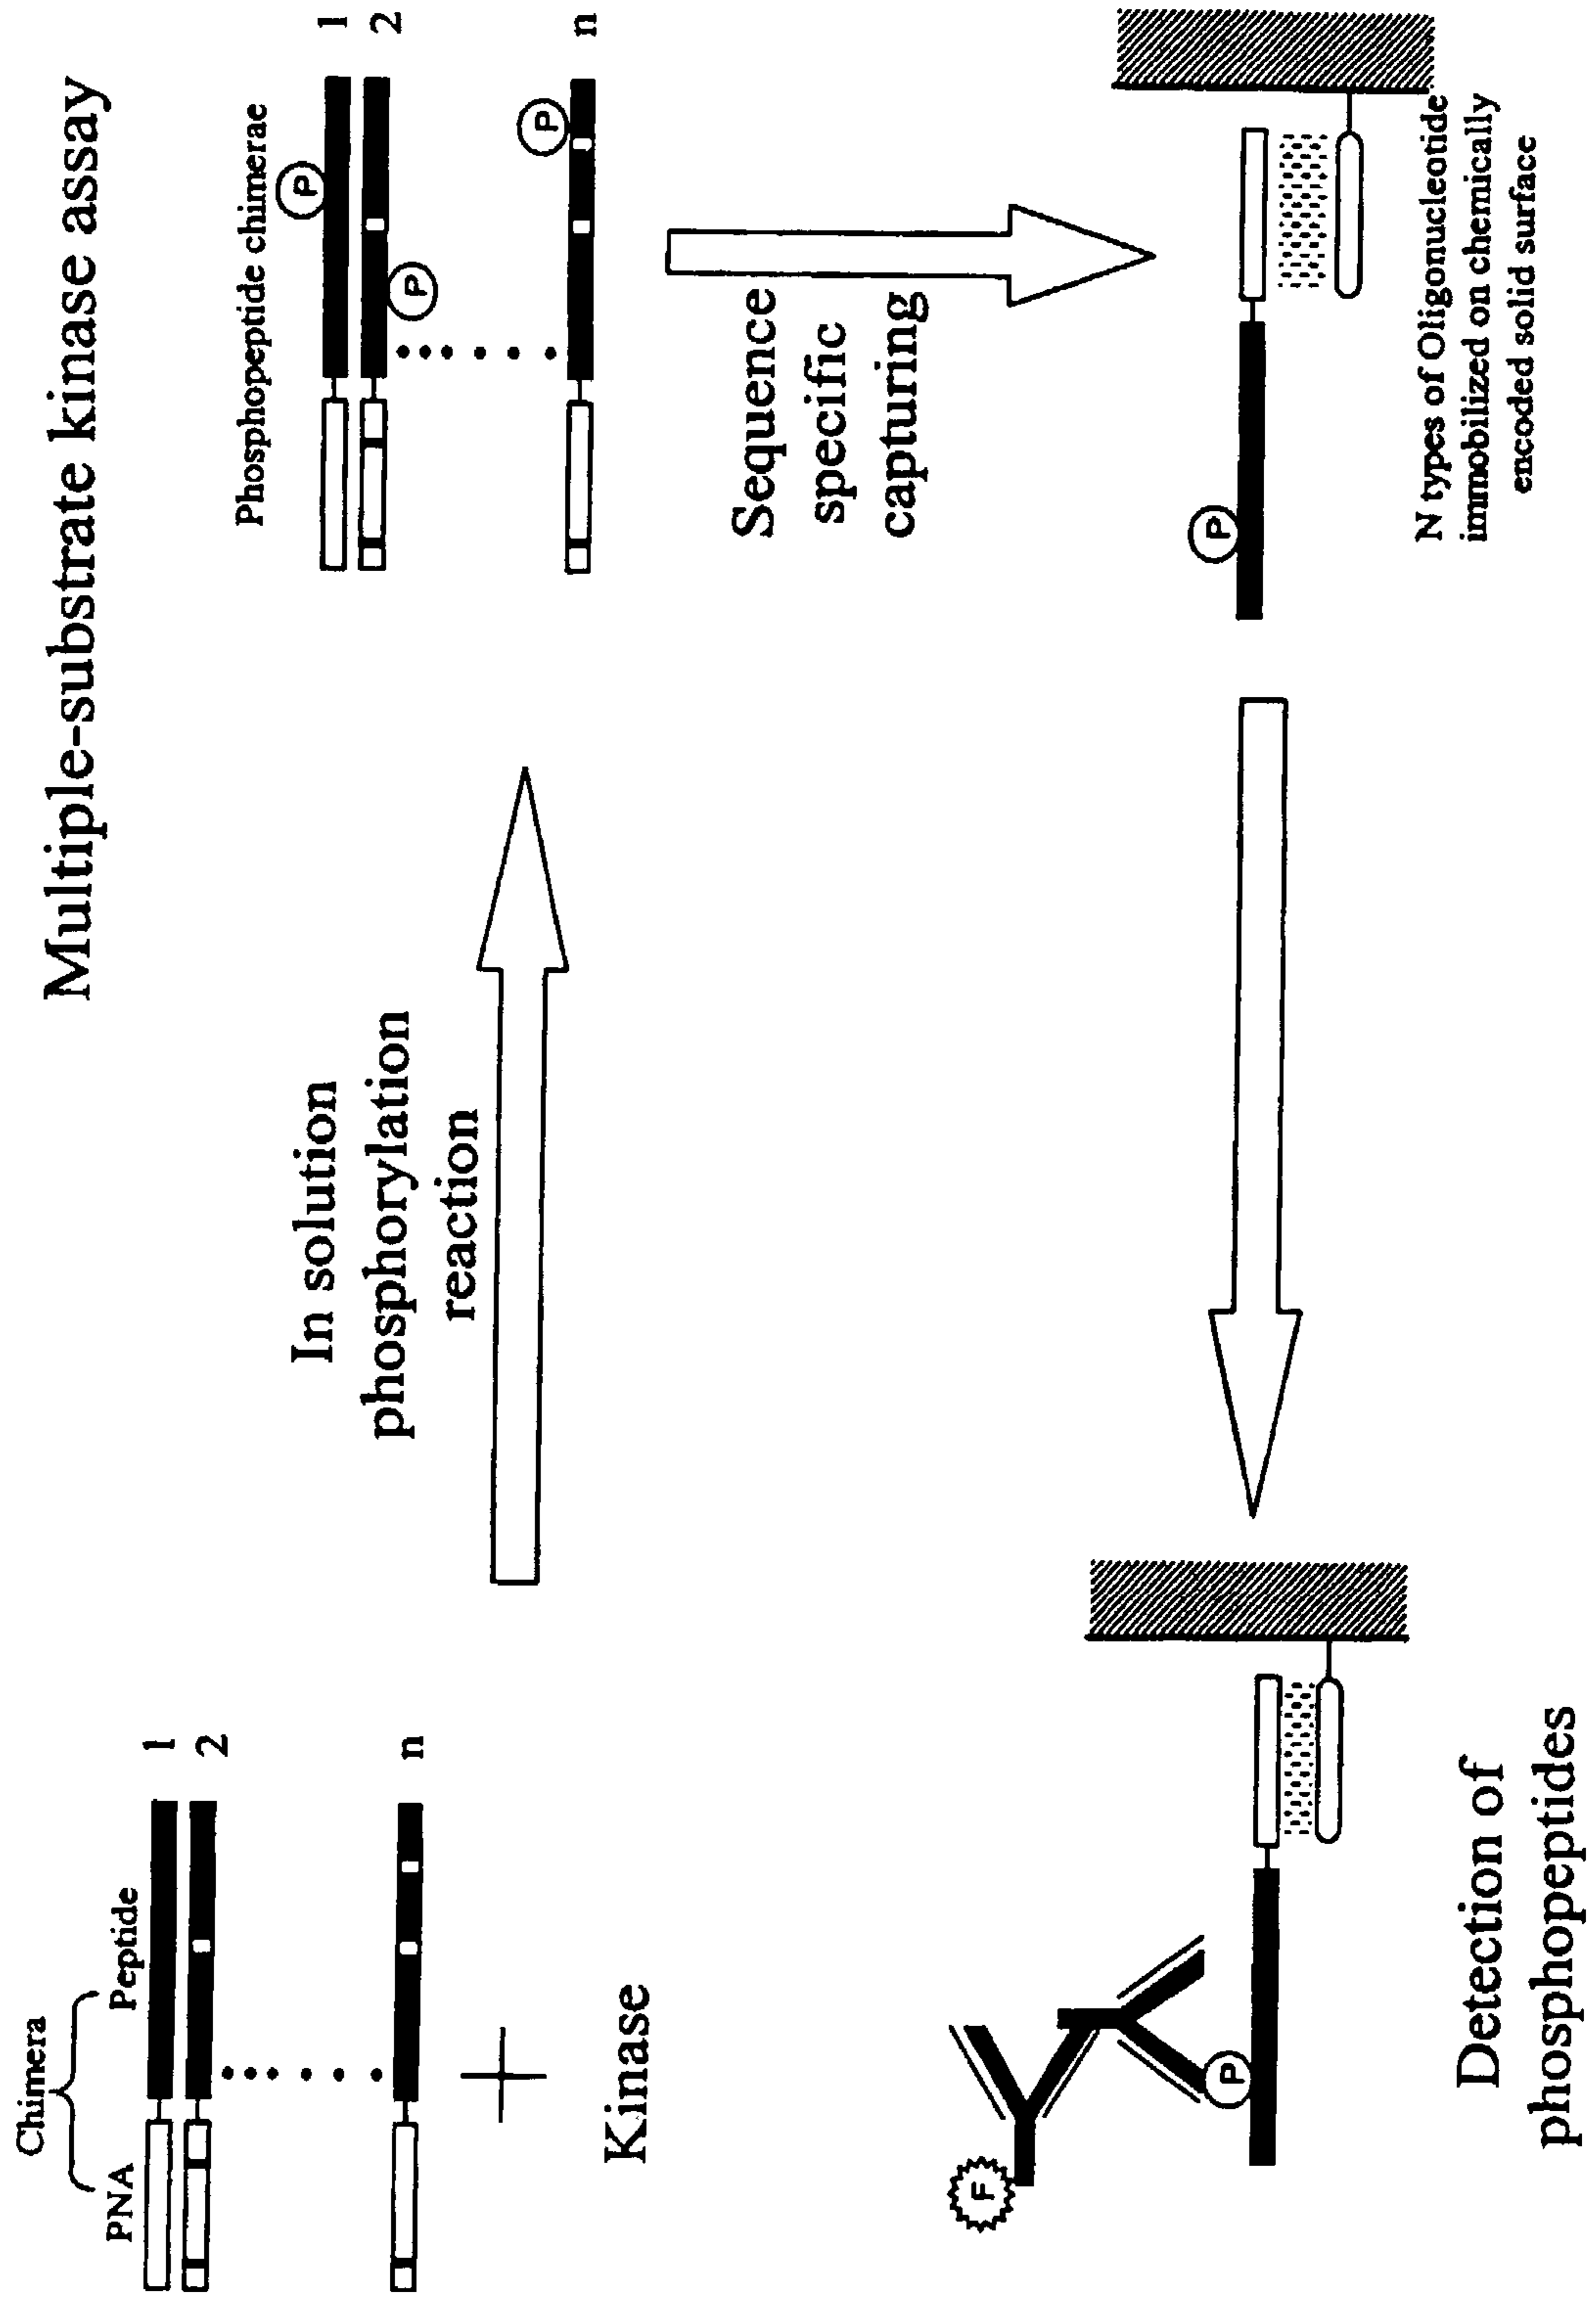 Multiple-substrate kinase assay
Chimera
PNA
Peptide
1
2
n
Kinase
In solution
phosphorylation
reaction
Phosphopeptide chimerae
P
1
2
P
P
n
Sequence
specific
capturing
P
N types of Oligonucleotide
immobilized on chemically
encoded solid surface
F
P
Detection of
phosphopeptides